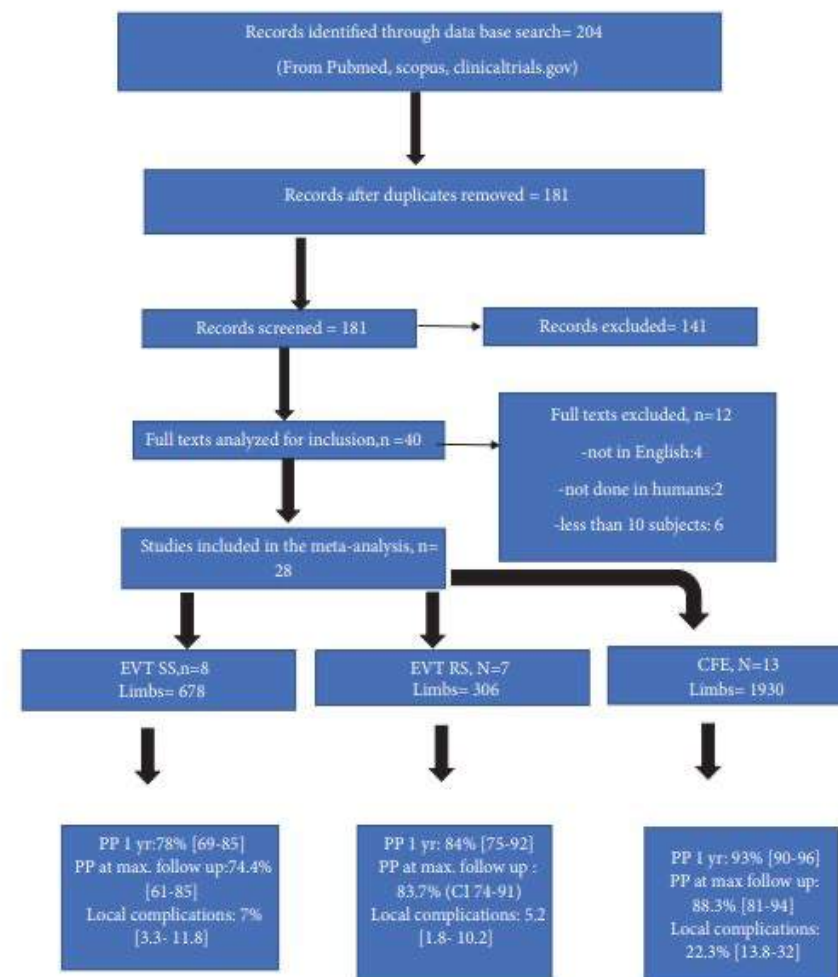 Records identified through data base search= 204
(From Pubmed, scopus, clinicaltrials.gov)
Records after duplicates removed = 181
Records screened = 181
Records excluded= 141
Full texts analyzed for inclusion,n =40
Full texts excluded, n=12
-not in English:4
-not done in humans:2
-less than 10 subjects: 6
Studies included in the meta-analysis, n=
28
EVT SS,n=8
Limbs= 678
EVT RS, N=7
Limbs= 306
CFE, N=13
Limbs= 1930
PP 1 yr:78% [69-85]
PP at max. follow up:74.4%
[61-85]
Local complications: 7%
[3.3- 11.8]
PP 1 yr: 84% [75-92]
PP at max. follow up :
83.7% (CI 74-91)
Local complications: 5.2
[1.8- 10.2]
PP 1 yr: 93% [90-96]
PP at max follow up:
88.3% [81-94]
Local complications:
22.3% [13.8-32]